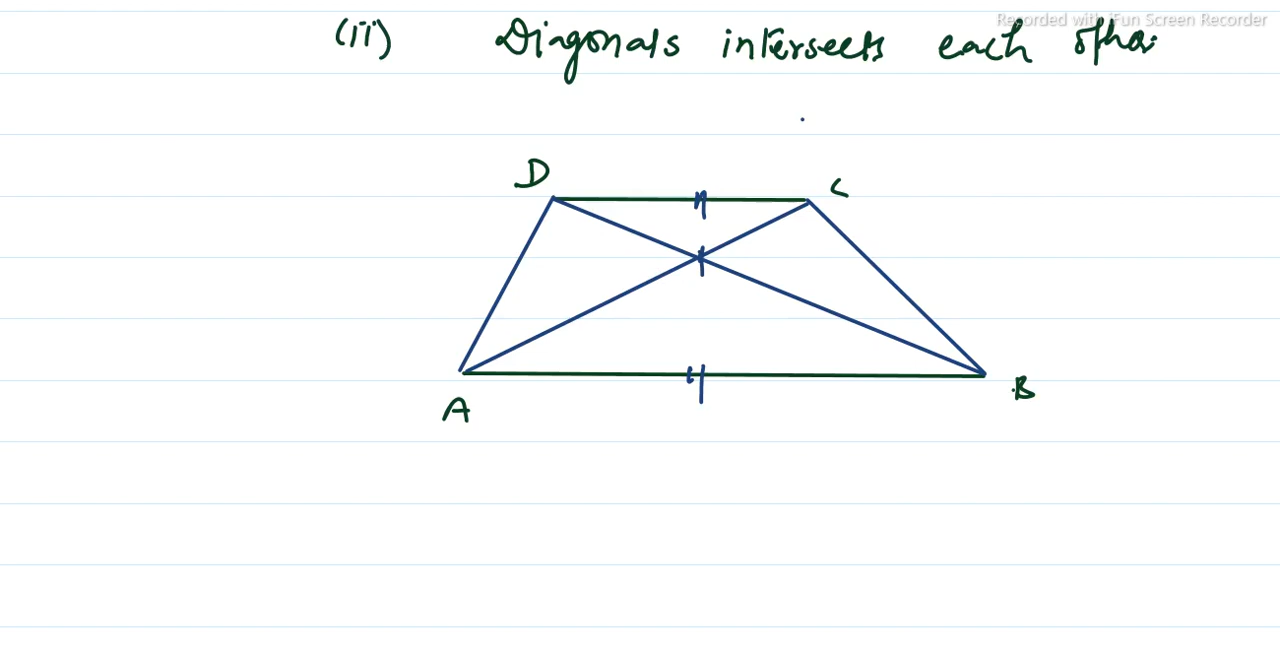 Recorded with iFun Screen Recorder
(ii) Diagonals intersects each other
D C
A B